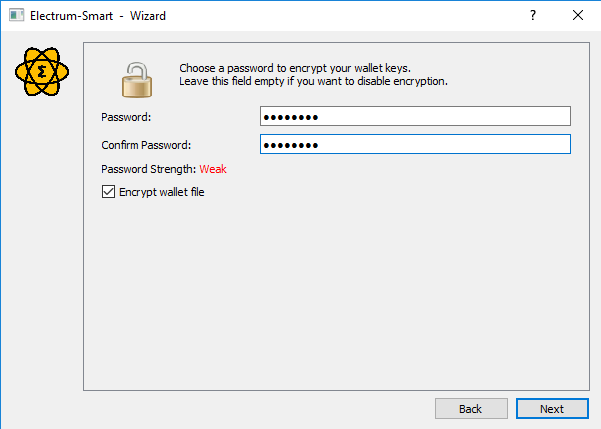 Electrum-Smart - Wizard
?
Σ
Choose a password to encrypt your wallet keys.
Leave this field empty if you want to disable encryption.
Password:
●●●●●●●●
Confirm Password:
●●●●●●●●
Password Strength: Weak
Encrypt wallet file
Back
Next